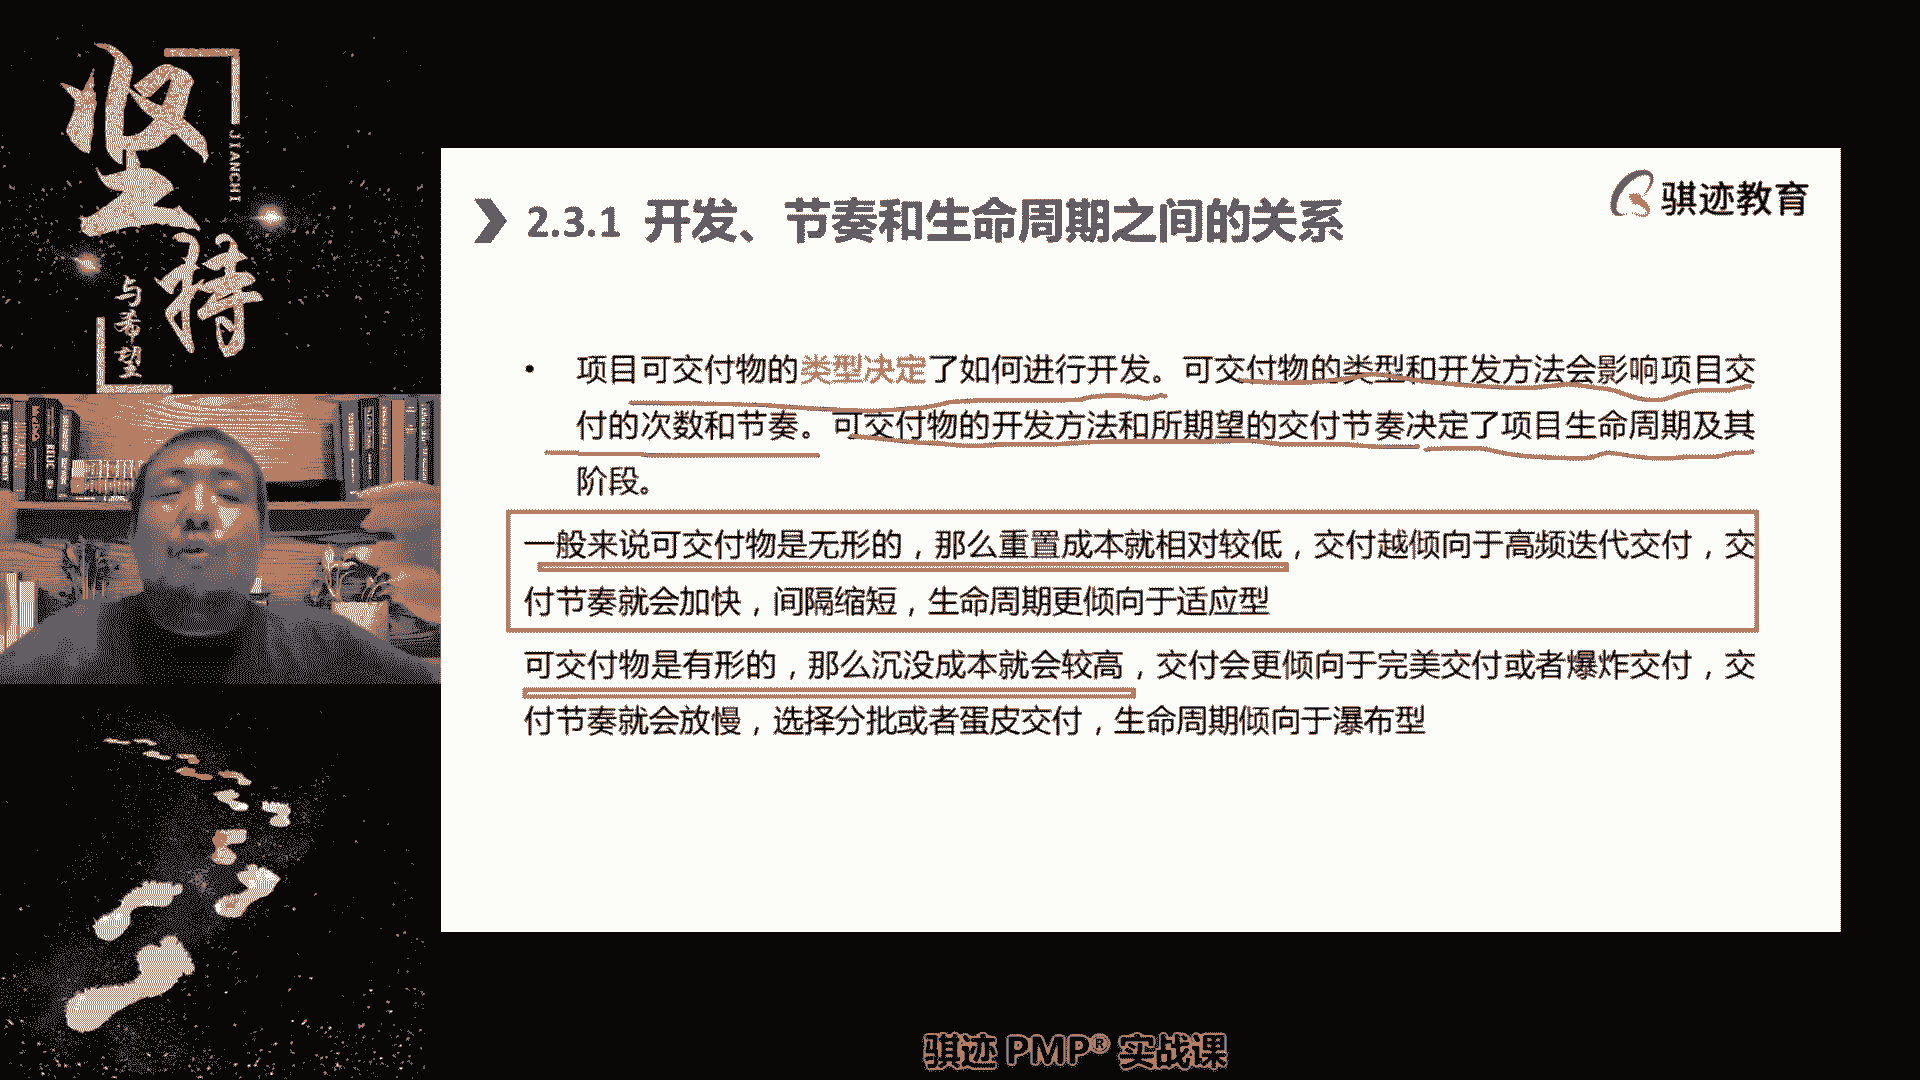 坚持
JIANCHI
与希望
骐迹教育
2.3.1 开发、节奏和生命周期之间的关系
• 项目可交付物的类型决定了如何进行开发。可交付物的类型和开发方法会影响项目交
付的次数和节奏。可交付物的开发方法和所期望的交付节奏决定了项目生命周期及其
阶段。
一般来说可交付物是无形的，那么重置成本就相对较低，交付越倾向于高频迭代交付，交
付节奏就会加快，间隔缩短，生命周期更倾向于适应型
可交付物是有形的，那么沉没成本就会较高，交付会更倾向于完美交付或者爆炸交付，交
付节奏就会放慢，选择分批或者蛋皮交付，生命周期倾向于瀑布型
骐迹 PMP® 实战课